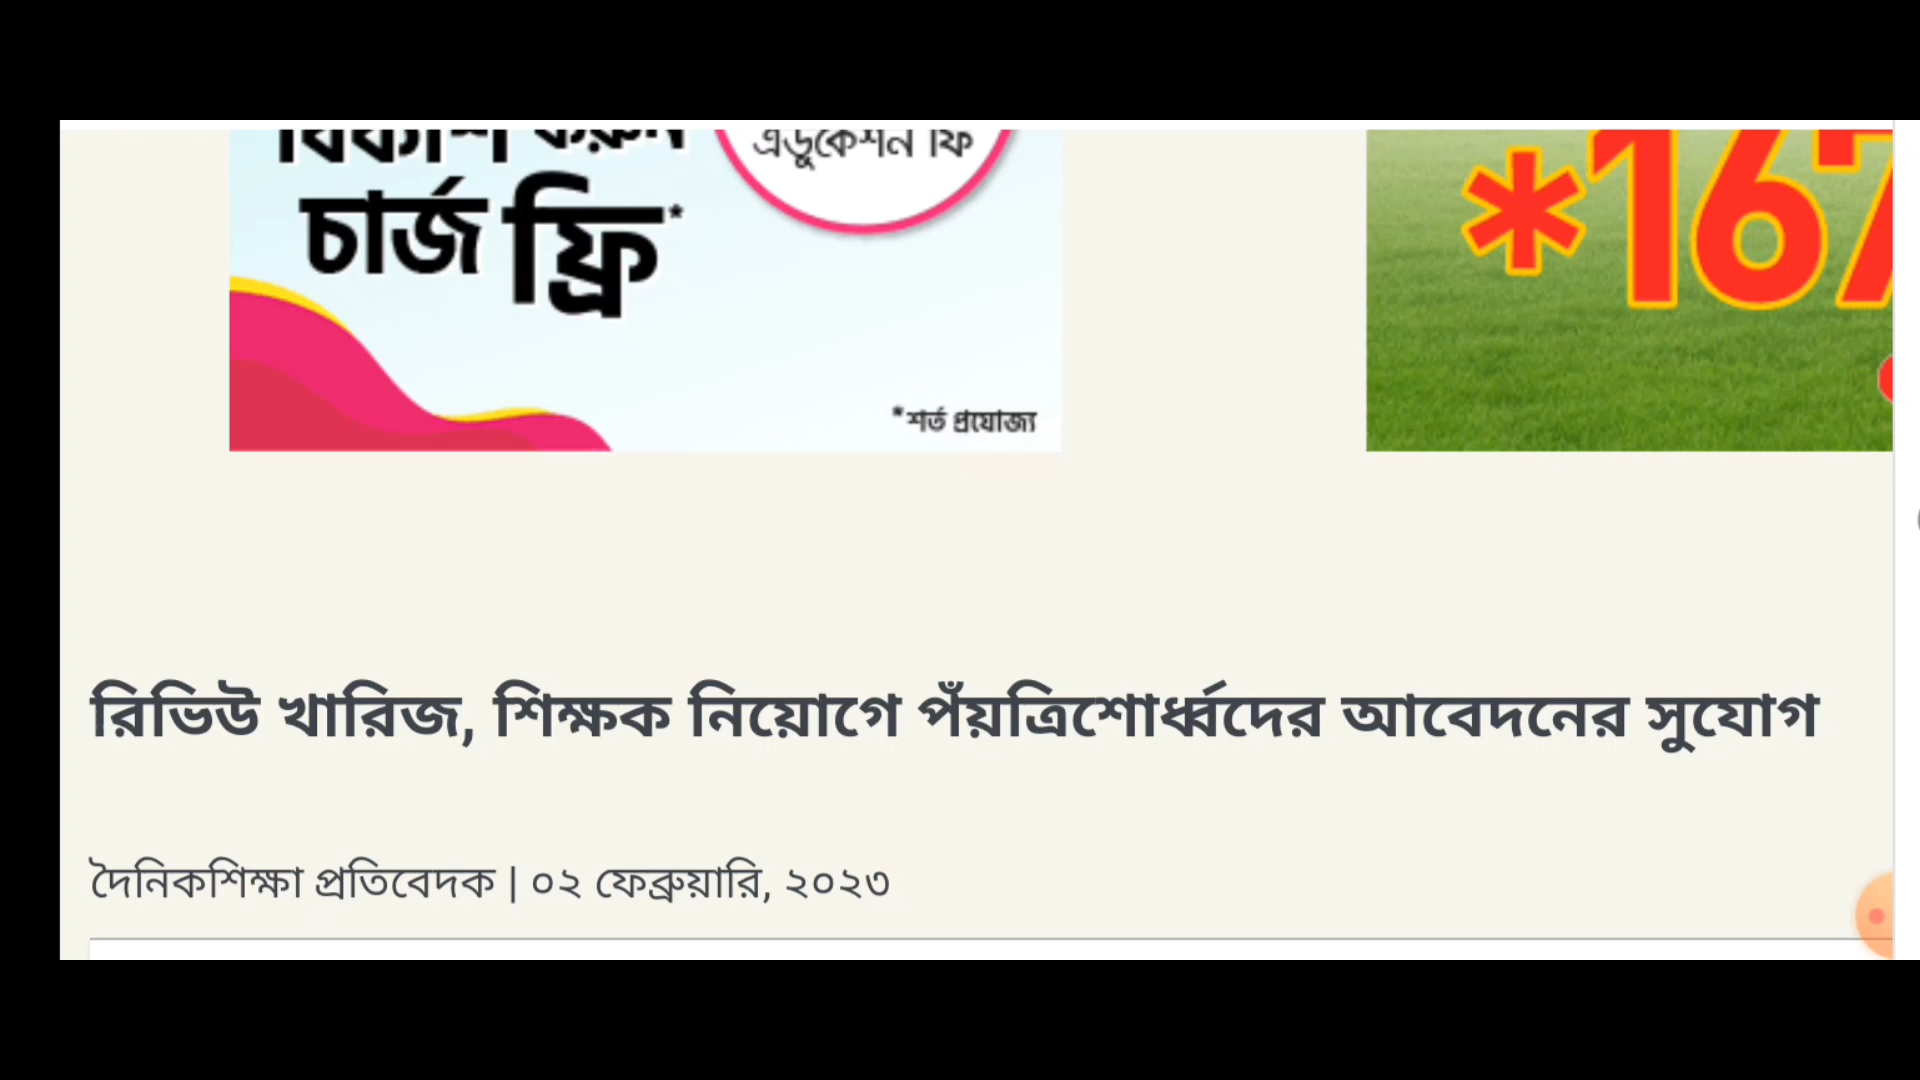 এডুকেশন ফি
চার্জ ফ্রি*
*শর্ত প্রযোজ্য
*167
রিভিউ খারিজ, শিক্ষক নিয়োগে পঁয়ত্রিশোর্ধ্বদের আবেদনের সুযোগ
দৈনিকশিক্ষা প্রতিবেদক | ০২ ফেব্রুয়ারি, ২০২৩